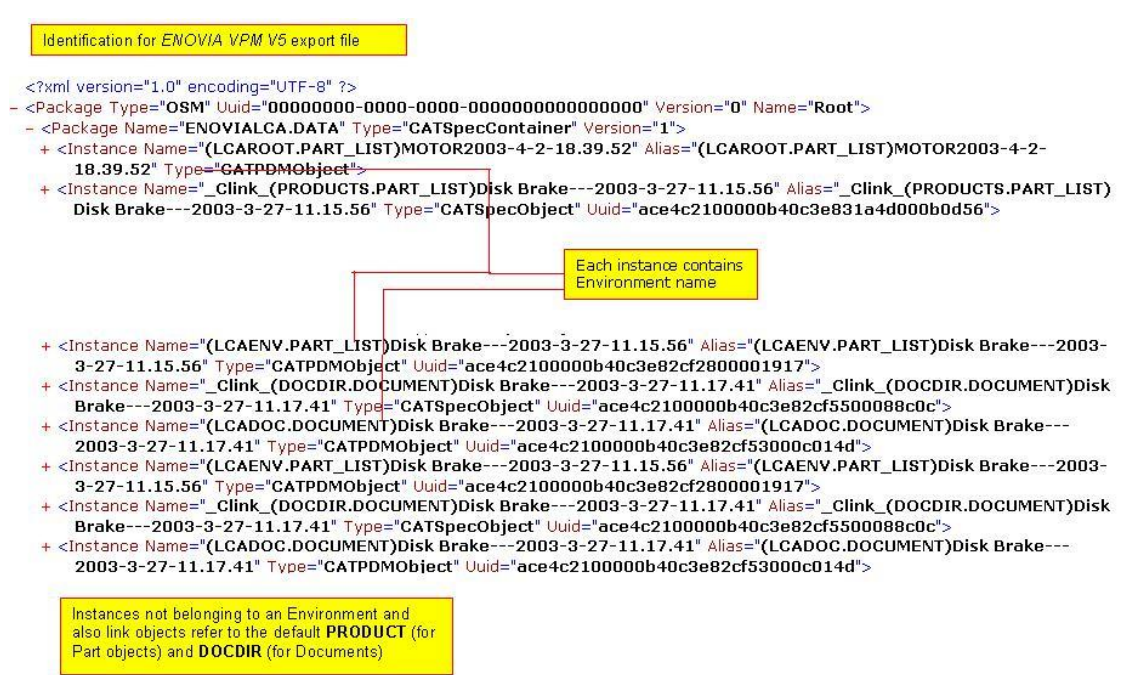 Identification for ENOVIA VPM V5 export file
<?xml version="1.0" encoding="UTF-8" ?>
– <Package Type="OSM" Uuid="00000000-0000-0000-0000000000000000" Version="0" Name="Root">
– <Package Name="ENOVIALCA.DATA" Type="CATSpecContainer" Version="1">
+ <Instance Name="(LCAROOT.PART_LIST)MOTOR2003-4-2-18.39.52" Alias="(LCAROOT.PART_LIST)MOTOR2003-4-2-
18.39.52" Type="CATPDMObject">
+ <Instance Name="_Clink_(PRODUCTS.PART_LIST)Disk Brake---2003-3-27-11.15.56" Alias="_Clink_(PRODUCTS.PART_LIST)
Disk Brake---2003-3-27-11.15.56" Type="CATSpecObject" Uuid="ace4c2100000b40c3e831a4d000b0d56">
Each instance contains
Environment name
+ <Instance Name="(LCAENV.PART_LIST)Disk Brake---2003-3-27-11.15.56" Alias="(LCAENV.PART_LIST)Disk Brake---2003-
3-27-11.15.56" Type="CATPDMObject" Uuid="ace4c2100000b40c3e82cf2800001917">
+ <Instance Name="_Clink_(DOCDIR.DOCUMENT)Disk Brake---2003-3-27-11.17.41" Alias="_Clink_(DOCDIR.DOCUMENT)Disk
Brake---2003-3-27-11.17.41" Type="CATSpecObject" Uuid="ace4c2100000b40c3e82cf5500088c0c">
+ <Instance Name="(LCADOC.DOCUMENT)Disk Brake---2003-3-27-11.17.41" Alias="(LCADOC.DOCUMENT)Disk Brake---
2003-3-27-11.17.41" Type="CATPDMObject" Uuid="ace4c2100000b40c3e82cf53000c014d">
+ <Instance Name="(LCAENV.PART_LIST)Disk Brake---2003-3-27-11.15.56" Alias="(LCAENV.PART_LIST)Disk Brake---2003-
3-27-11.15.56" Type="CATPDMObject" Uuid="ace4c2100000b40c3e82cf2800001917">
+ <Instance Name="_Clink_(DOCDIR.DOCUMENT)Disk Brake---2003-3-27-11.17.41" Alias="_Clink_(DOCDIR.DOCUMENT)Disk
Brake---2003-3-27-11.17.41" Type="CATSpecObject" Uuid="ace4c2100000b40c3e82cf5500088c0c">
+ <Instance Name="(LCADOC.DOCUMENT)Disk Brake---2003-3-27-11.17.41" Alias="(LCADOC.DOCUMENT)Disk Brake---
2003-3-27-11.17.41" Type="CATPDMObject" Uuid="ace4c2100000b40c3e82cf53000c014d">
Instances not belonging to an Environment and
also link objects refer to the default PRODUCT (for
Part objects) and DOCDIR (for Documents)